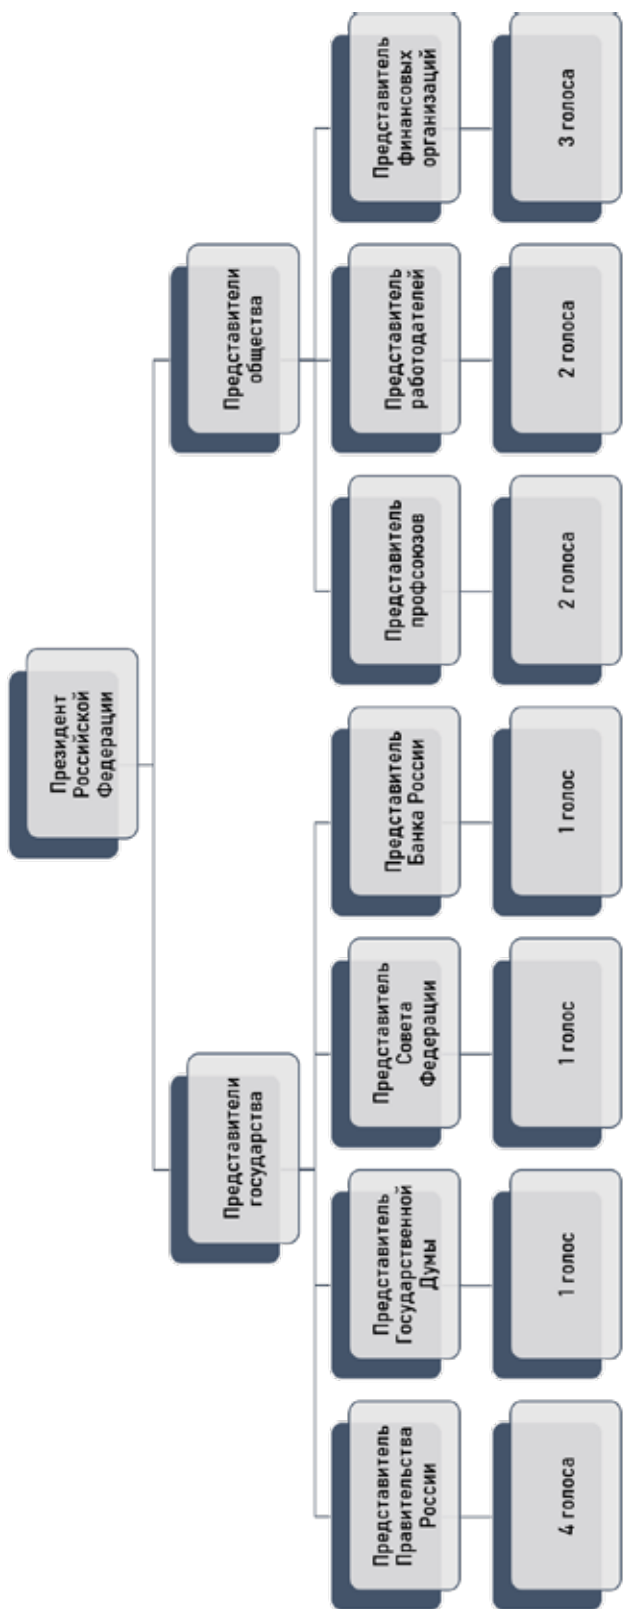 Президент
Российской
Федерации
Представители
государства
Представители
общества
Представитель
Правительства
России
Представитель
Государственной
Думы
Представитель
Совета
Федерации
Представитель
Банка России
Представитель
профсоюзов
Представитель
работодателей
Представитель
финансовых
организаций
4 голоса
1 голос
1 голос
1 голос
2 голоса
2 голоса
3 голоса